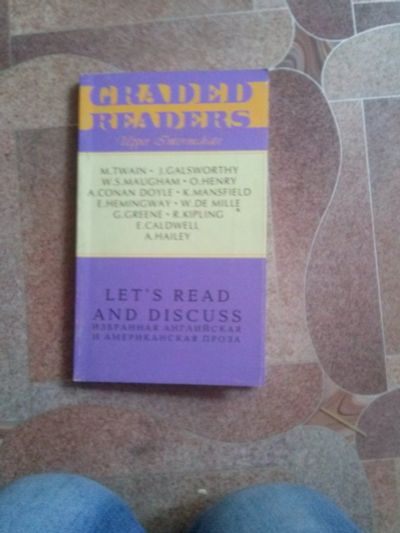 GRADED
READERS
Upper Intermediate
M.TWAIN • J.GALSWORTHY
W.S.MAUGHAM • O.HENRY
A.CONAN DOYLE • K.MANSFIELD
E.HEMINGWAY • W.DE MILLE
G.GREENE • R.KIPLING
E.CALDWELL
A.HAILEY
LET'S READ
AND DISCUSS
ИЗБРАННАЯ АНГЛИЙСКАЯ
И АМЕРИКАНСКАЯ ПРОЗА